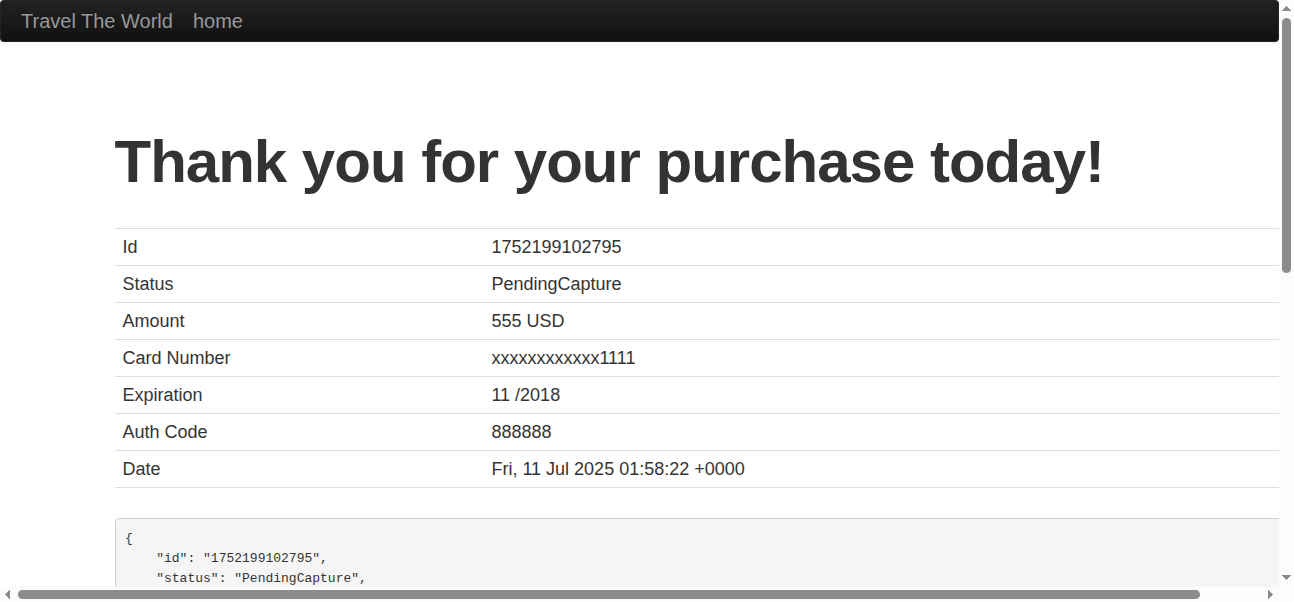 Travel The World home
Thank you for your purchase today!
Id 1752199102795
Status PendingCapture
Amount 555 USD
Card Number xxxxxxxxxxxx1111
Expiration 11 /2018
Auth Code 888888
Date Fri, 11 Jul 2025 01:58:22 +0000
{
"id": "1752199102795",
"status": "PendingCapture",